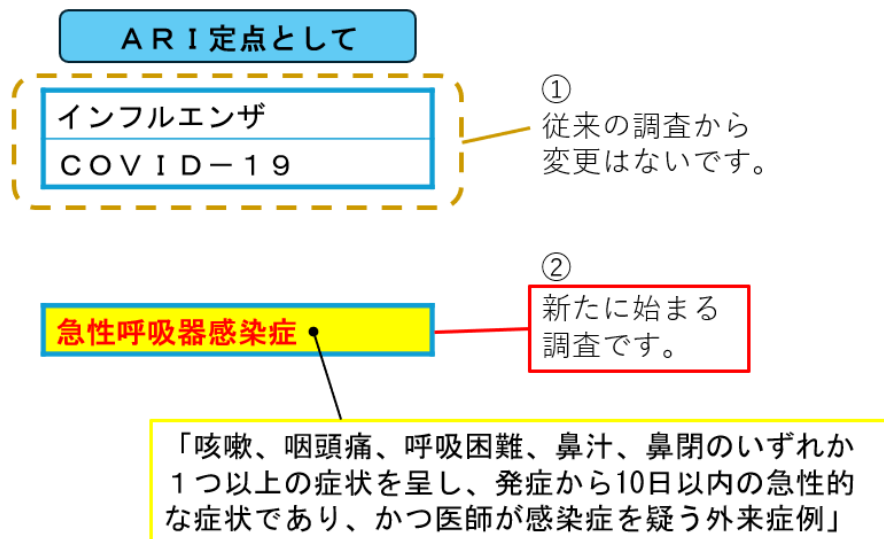 ＡＲＩ定点として
インフルエンザ
ＣＯＶＩＤ－１９
①
従来の調査から
変更はないです。
急性呼吸器感染症
②
新たに始まる
調査です。
「咳嗽、咽頭痛、呼吸困難、鼻汁、鼻閉のいずれか
１つ以上の症状を呈し、発症から10日以内の急性的
な症状であり、かつ医師が感染症を疑う外来症例」